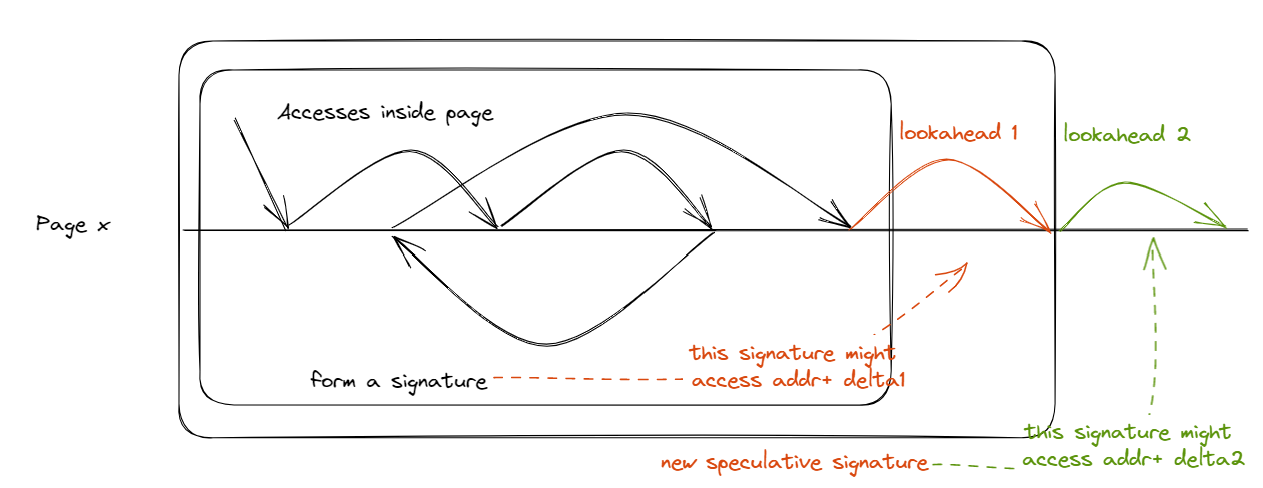 Accesses inside page
lookahead 1
lookahead 2
Page x
this signature might
access addr+ delta1
form a signature
this signature might
access addr+ delta2
new speculative signature